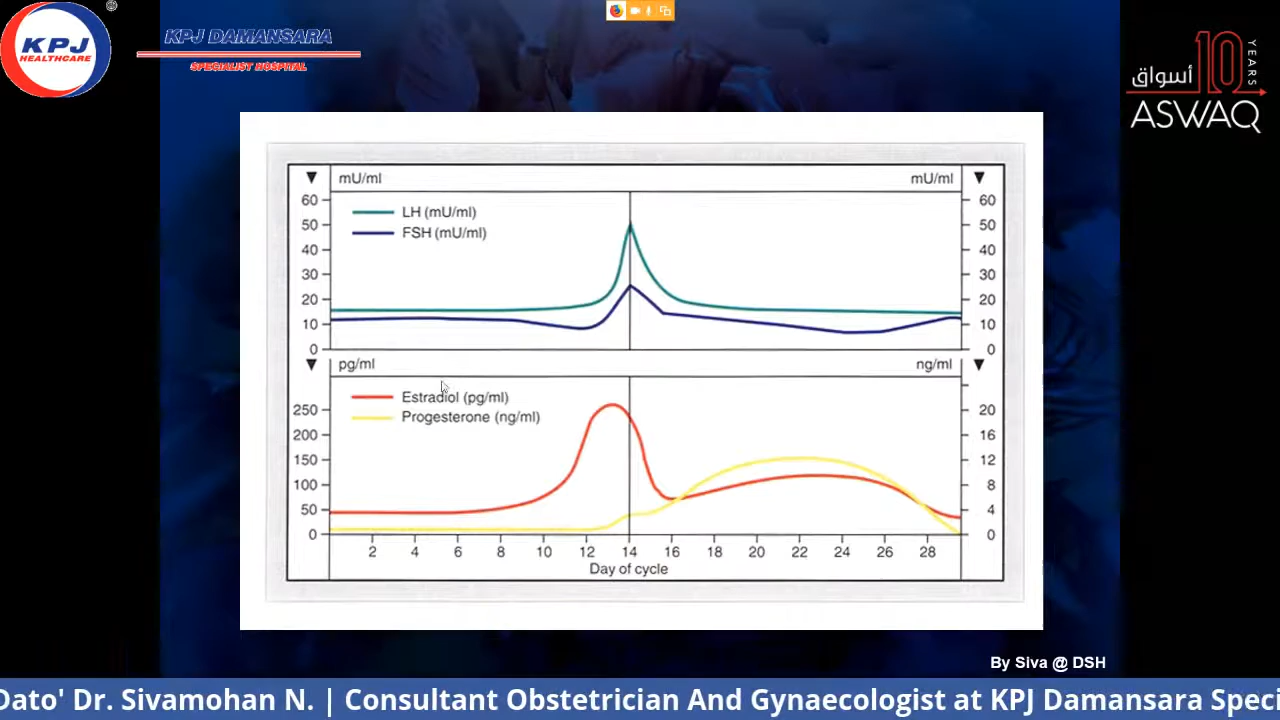 KPJ
HEALTHCARE
KPJ DAMANSARA
SPECIALIST HOSPITAL
أسواق
10
YEARS
ASWAQ
mU/ml
mU/ml
60
50
40
30
20
10
0
LH (mU/ml)
FSH (mU/ml)
60
50
40
30
20
10
0
pg/ml
ng/ml
250
200
150
100
50
0
Estradiol (pg/ml)
Progesterone (ng/ml)
20
16
12
8
4
0
2 4 6 8 10 12 14 16 18 20 22 24 26 28
Day of cycle
By Siva @ DSH
Dato' Dr. Sivamohan N. | Consultant Obstetrician And Gynaecologist at KPJ Damansara Speci